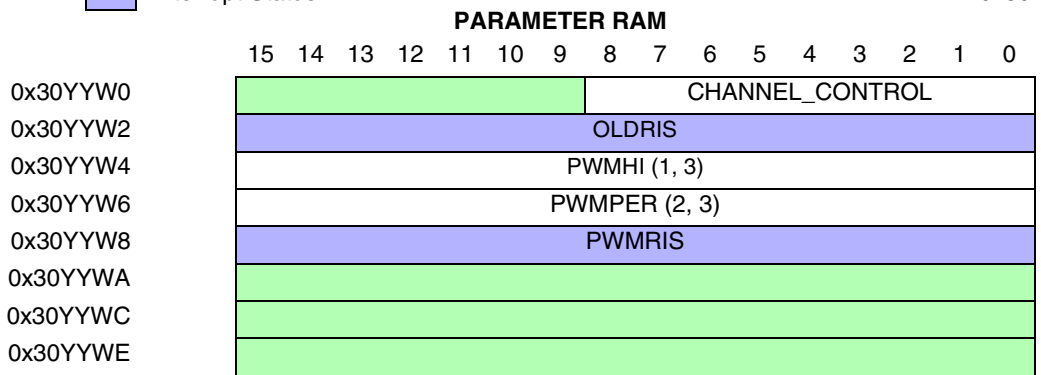 PARAMETER RAM
15 14 13 12 11 10 9 8 7 6 5 4 3 2 1 0
0x30YYW0 CHANNEL_CONTROL
0x30YYW2 OLDRIS
0x30YYW4 PWMHI (1, 3)
0x30YYW6 PWMPER (2, 3)
0x30YYW8 PWMRIS
0x30YYWA
0x30YYWC
0x30YYWE